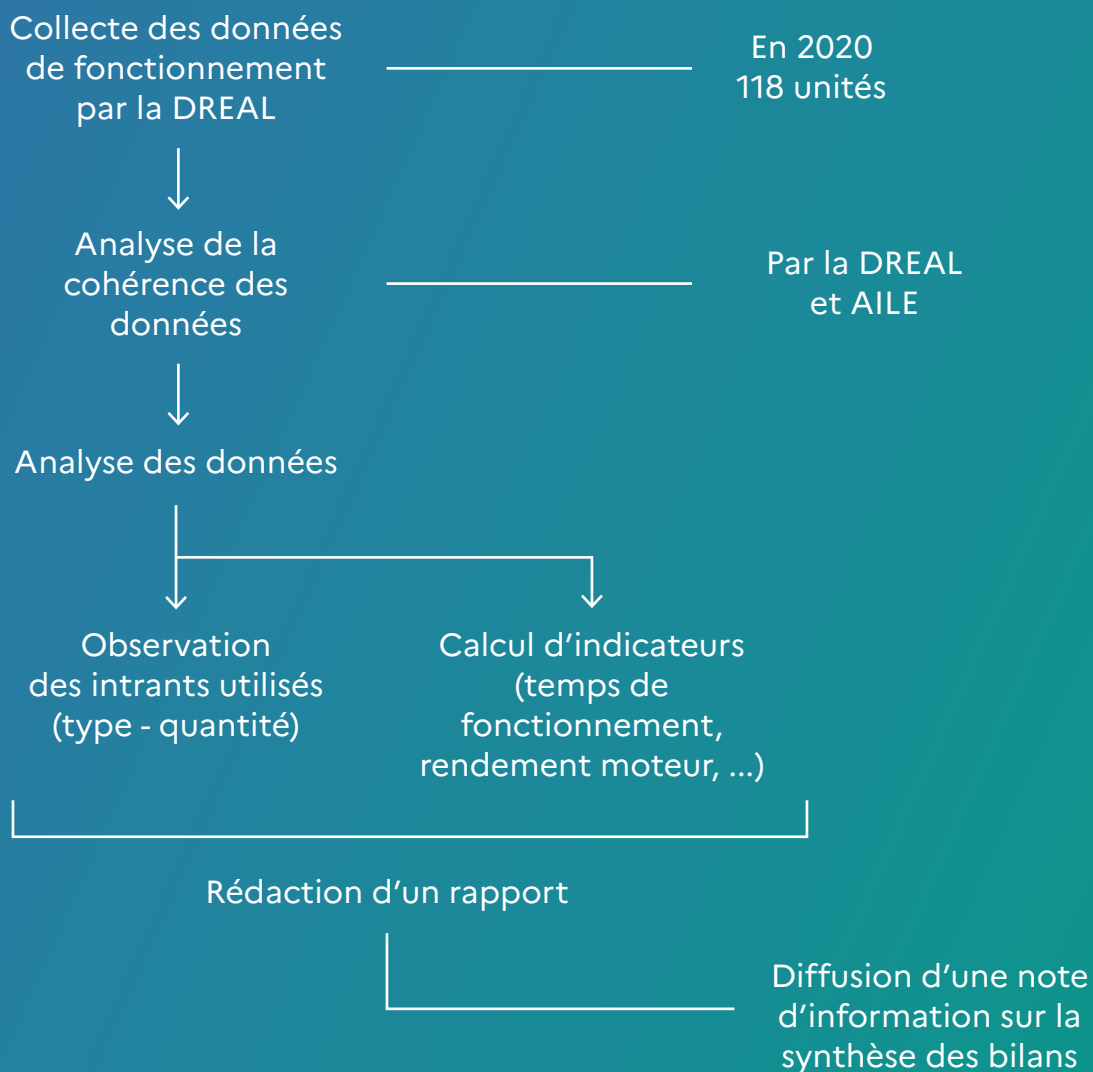 Collecte des données
de fonctionnement
par la DREAL
En 2020
118 unités
Analyse de la
cohérence des
données
Par la DREAL
et AILE
Analyse des données
Observation
des intrants utilisés
(type - quantité)
Calcul d’indicateurs
(temps de
fonctionnement,
rendement moteur, ...)
Rédaction d’un rapport
Diffusion d’une note
d’information sur la
synthèse des bilans